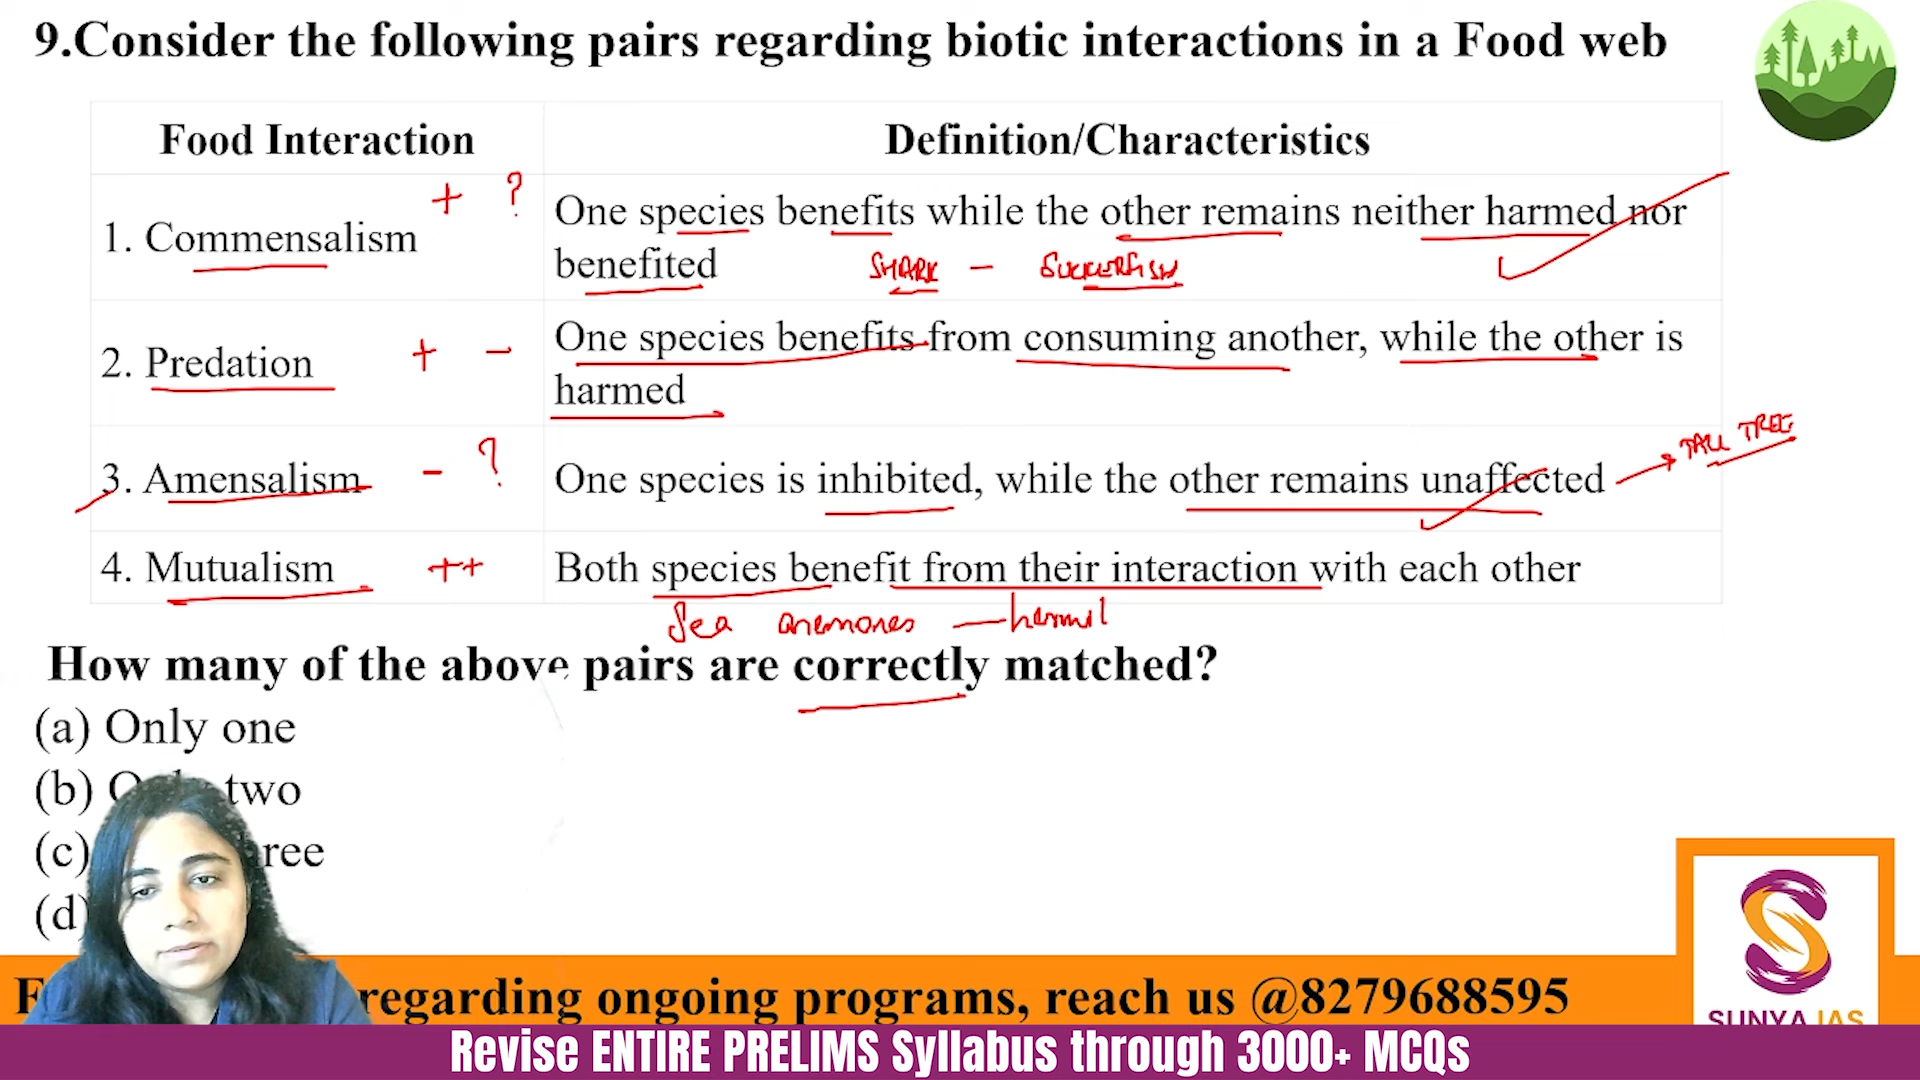 9.Consider the following pairs regarding biotic interactions in a Food web
Food Interaction
Definition/Characteristics
1. Commensalism
+ ?
One species benefits while the other remains neither harmed nor
benefited
SHARK - SUCKERFISH
2. Predation
+ -
One species benefits from consuming another, while the other is
harmed
3. Amensalism
- ?
One species is inhibited, while the other remains unaffected
TALL TREE
4. Mutualism
++
Both species benefit from their interaction with each other
Sea anemones — hermit
How many of the above pairs are correctly matched?
(a) Only one
(b) two
(c)
(d)
regarding ongoing programs, reach us @8279688595
SUNYA IAS
Revise ENTIRE PRELIMS Syllabus through 3000+ MCQs